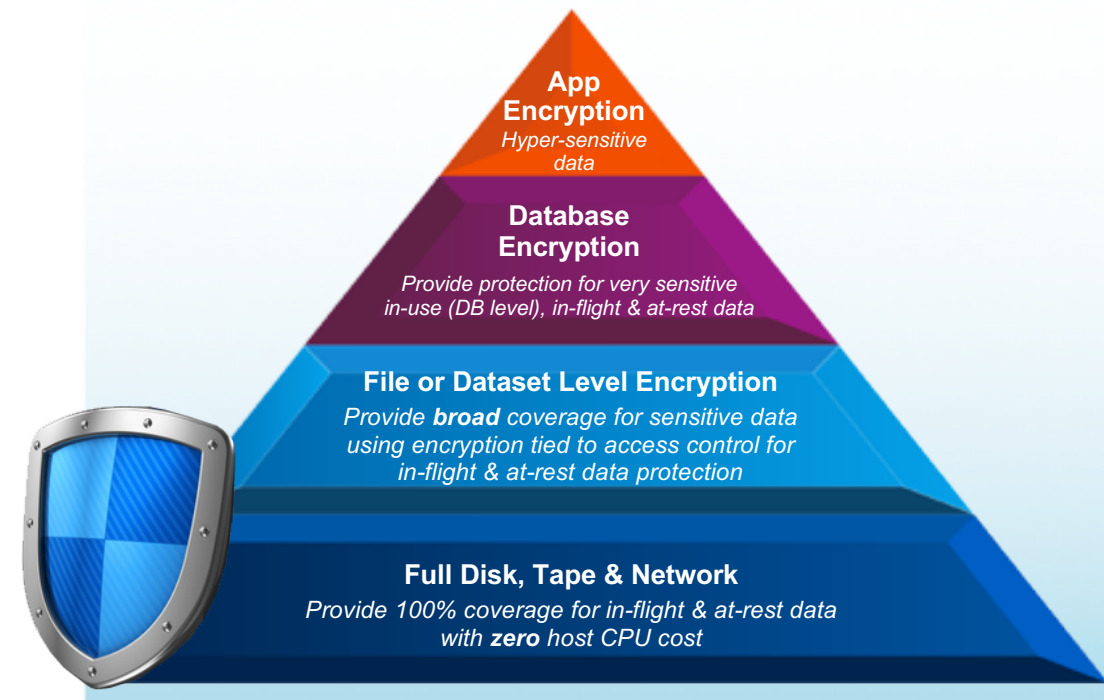 App
Encryption
Hyper-sensitive
data
Database
Encryption
Provide protection for very sensitive
in-use (DB level), in-flight & at-rest data
File or Dataset Level Encryption
Provide broad coverage for sensitive data
using encryption tied to access control for
in-flight & at-rest data protection
Full Disk, Tape & Network
Provide 100% coverage for in-flight & at-rest data
with zero host CPU cost